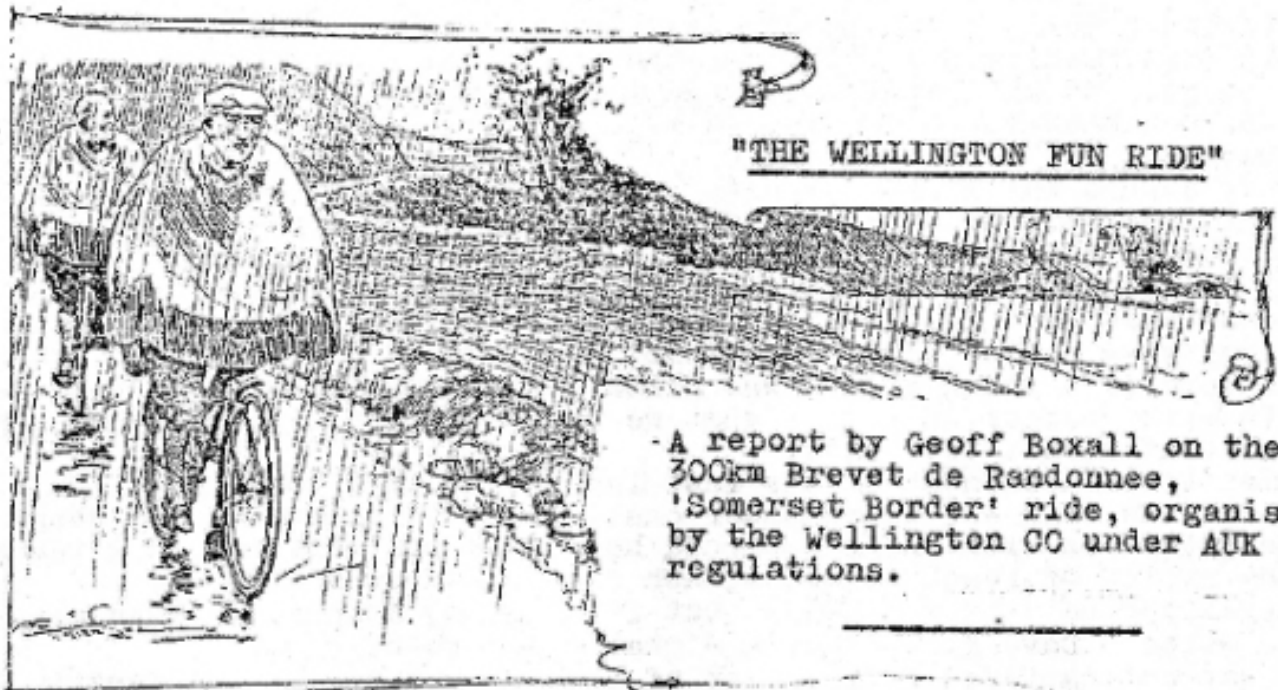 "THE WELLINGTON FUN RIDE"
A report by Geoff Boxall on the
300km Brevet de Randonnee,
'Somerset Border' ride, organis
by the Wellington CC under AUK
regulations.